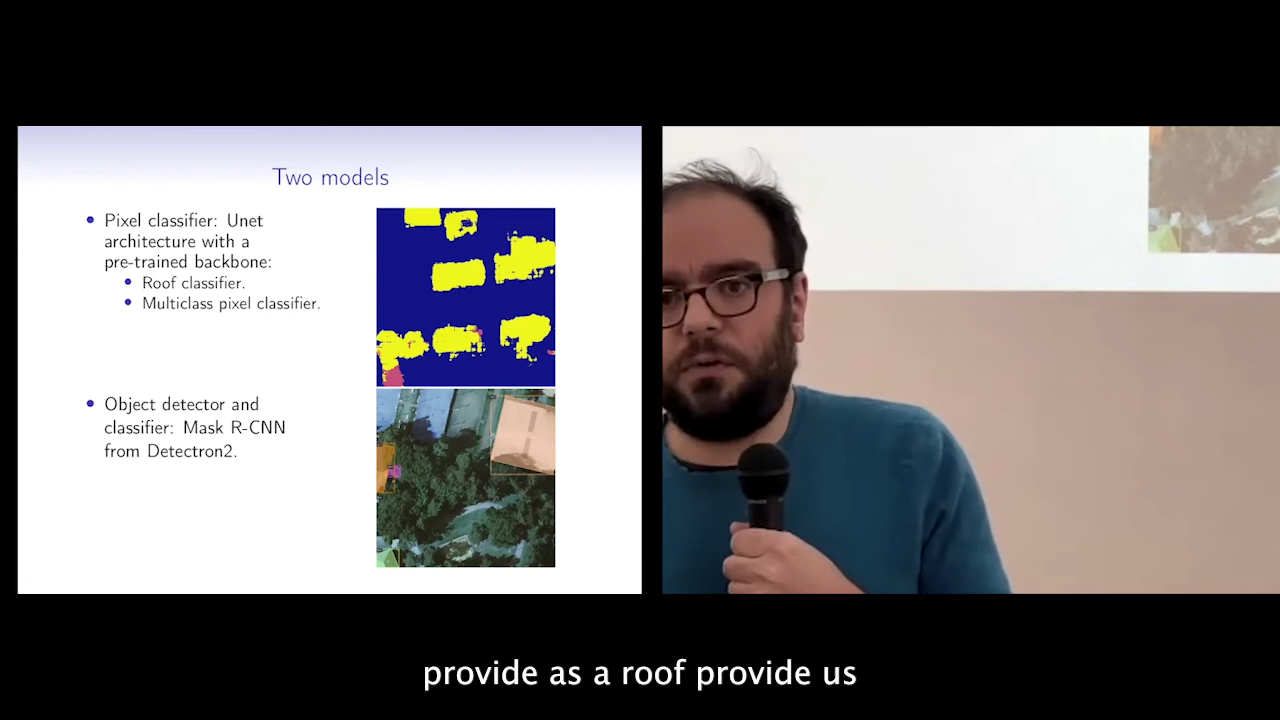 Two models
Pixel classifier: Unet
architecture with a
pre-trained backbone:
Roof classifier.
Multiclass pixel classifier.
Object detector and
classifier: Mask R-CNN
from Detectron2.
provide as a roof provide us